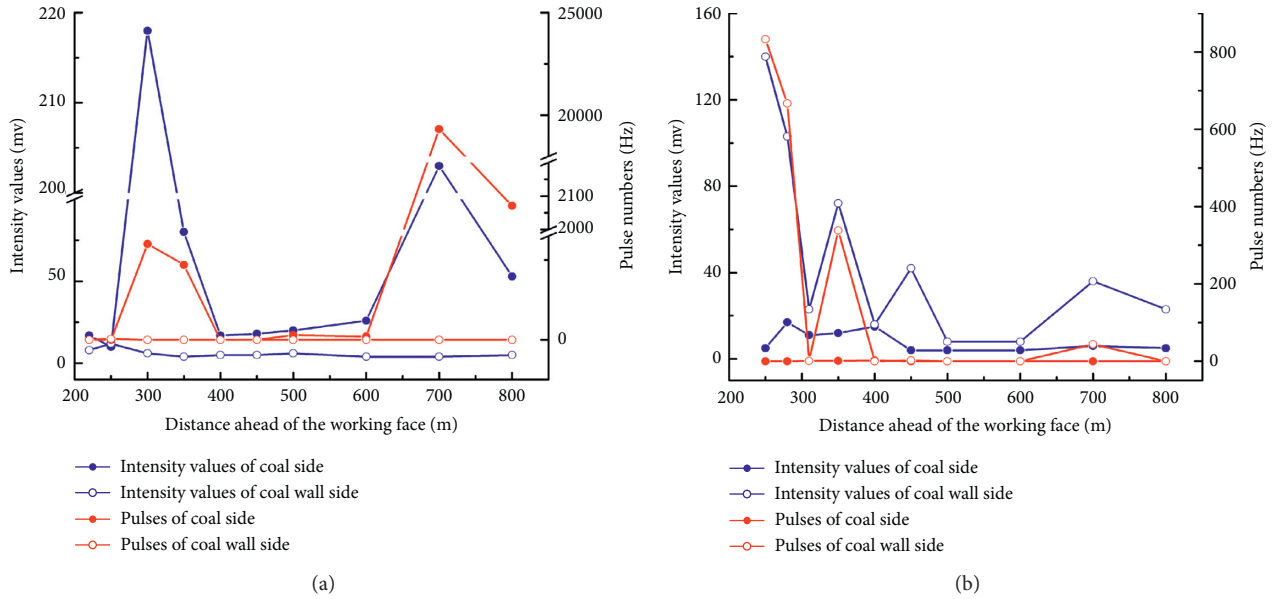 220
210
200
50
0
Intensity values (mv)
25000
20000
2100
2000
0
Pulse numbers (Hz)
200 300 400 500 600 700 800
Distance ahead of the working face (m)
Intensity values of coal side
Intensity values of coal wall side
Pulses of coal side
Pulses of coal wall side
(a)
160
120
80
40
0
Intensity values (mv)
800
600
400
200
0
Pulse numbers (Hz)
200 300 400 500 600 700 800
Distance ahead of the working face (m)
Intensity values of coal side
Intensity values of coal wall side
Pulses of coal side
Pulses of coal wall side
(b)